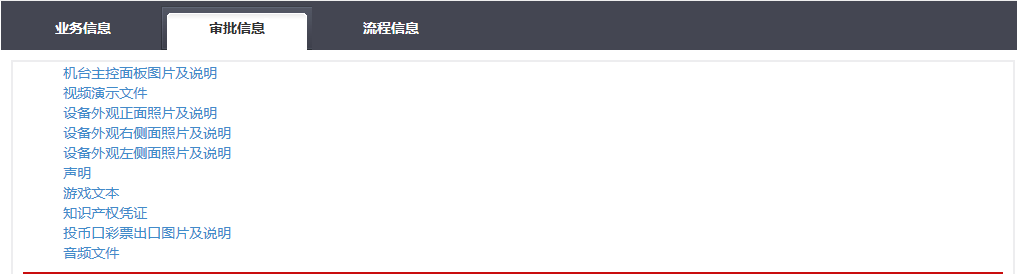 业务信息 审批信息 流程信息
机台主控面板图片及说明
视频演示文件
设备外观正面照片及说明
设备外观右侧面照片及说明
设备外观左侧面照片及说明
声明
游戏文本
知识产权凭证
投币口彩票出口图片及说明
音频文件